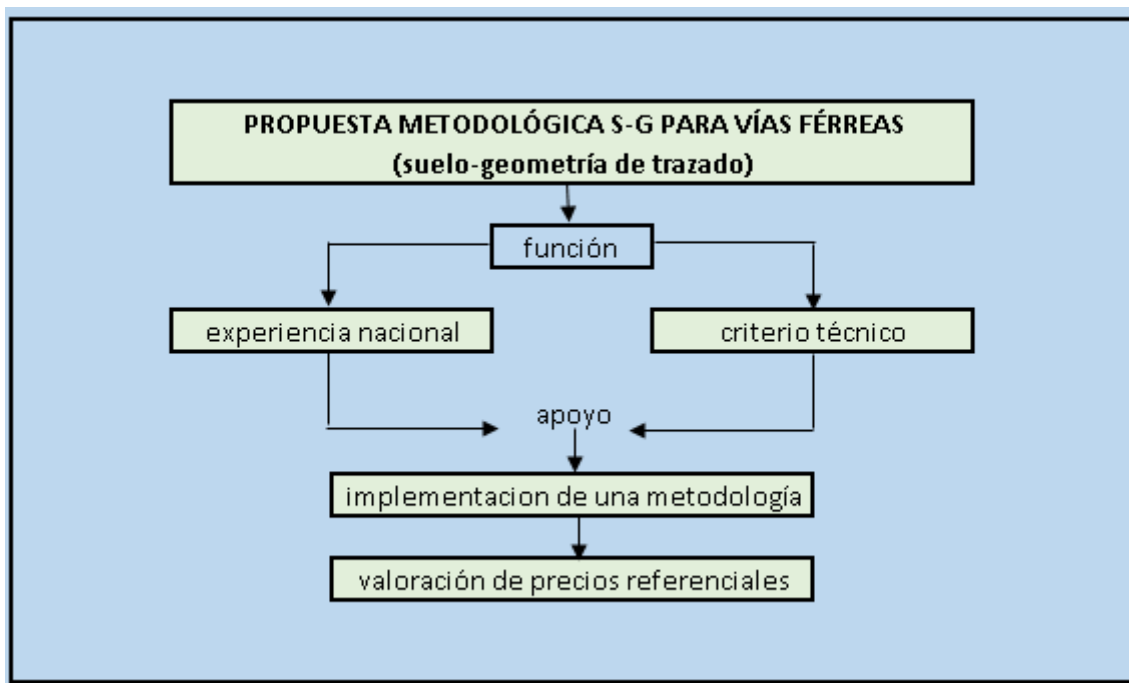 PROPUESTA METODOLÓGICA S-G PARA VÍAS FÉRREAS
(suelo-geometría de trazado)
función
experiencia nacional
criterio técnico
apoyo
implementacion de una metodología
valoración de precios referenciales